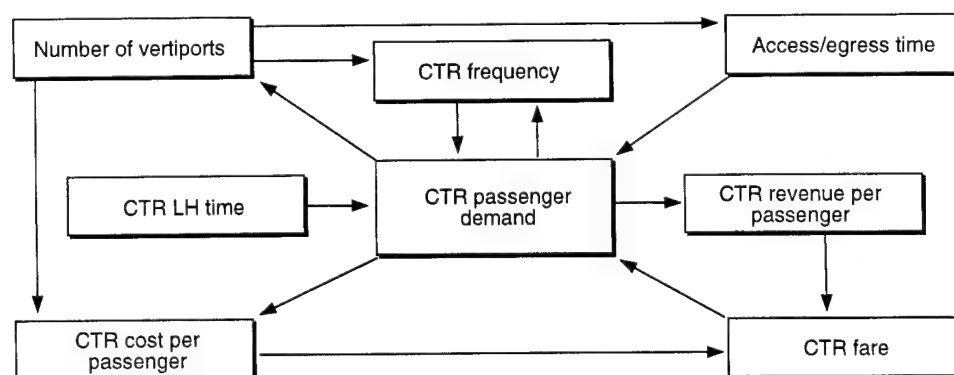 Number of vertiports
Access/egress time
CTR frequency
CTR LH time
CTR passenger
demand
CTR revenue per
passenger
CTR cost per
passenger
CTR fare